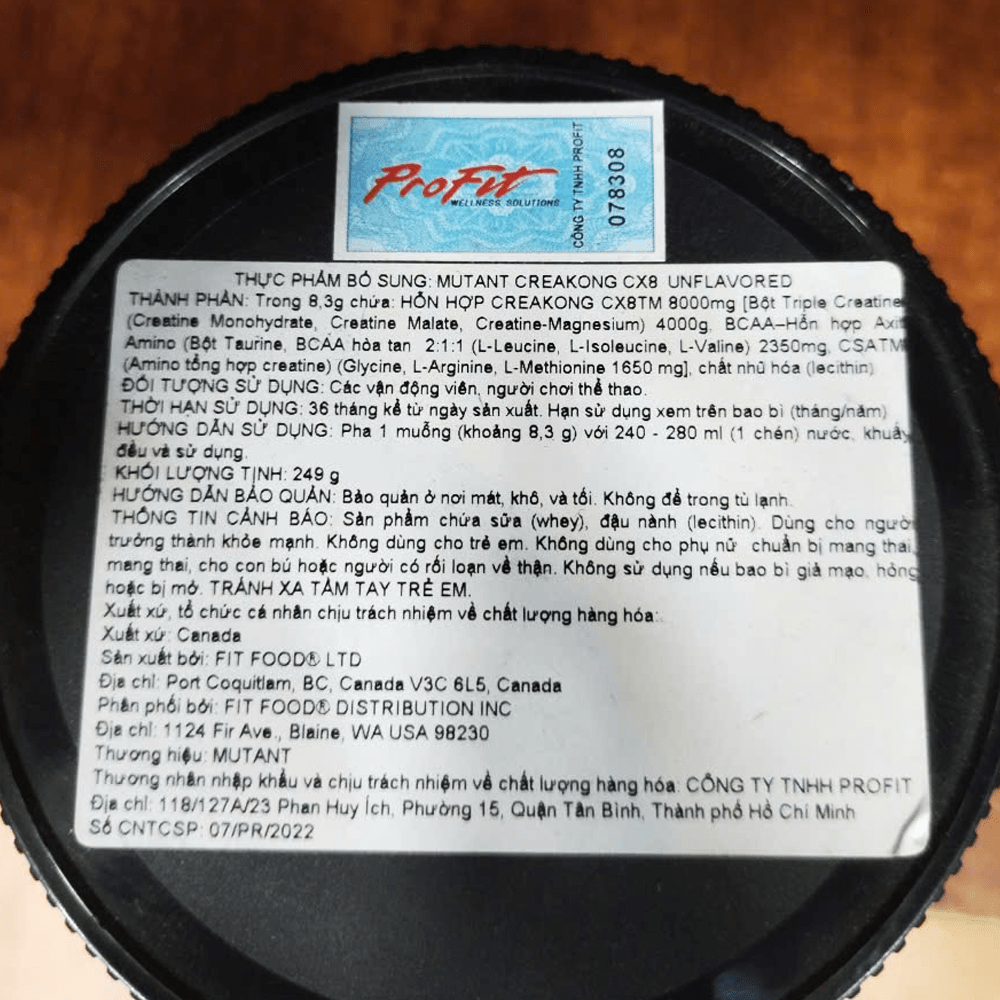 ProFit
WELLNESS SOLUTIONS
CÔNG TY TNHH PROFIT
078308
THỰC PHẨM BỔ SUNG: MUTANT CREAKONG CX8 UNFLAVORED
THÀNH PHẦN: Trong 8,3g chứa: HỖN HỢP CREAKONG CX8TM 8000mg [Bột Triple Creatine
(Creatine Monohydrate, Creatine Malate, Creatine-Magnesium) 4000g, BCAA–Hỗn hợp Axit
Amino (Bột Taurine, BCAA hòa tan 2:1:1 (L-Leucine, L-Isoleucine, L-Valine) 2350mg, CSATM
(Amino tổng hợp creatine) (Glycine, L-Arginine, L-Methionine 1650 mg], chất nhũ hóa (lecithin)
ĐỐI TƯỢNG SỬ DỤNG: Các vận động viên, người chơi thể thao.
THỜI HẠN SỬ DỤNG: 36 tháng kể từ ngày sản xuất. Hạn sử dụng xem trên bao bì (tháng/năm)
HƯỚNG DẪN SỬ DỤNG: Pha 1 muỗng (khoảng 8,3 g) với 240 - 280 ml (1 chén) nước, khuấy
đều và sử dụng.
KHỐI LƯỢNG TỊNH: 249 g
HƯỚNG DẪN BẢO QUẢN: Bảo quản ở nơi mát, khô, và tối. Không để trong tủ lạnh.
THÔNG TIN CẢNH BÁO: Sản phẩm chứa sữa (whey), đậu nành (lecithin). Dùng cho người
trưởng thành khỏe mạnh. Không dùng cho trẻ em. Không dùng cho phụ nữ chuẩn bị mang thai,
mang thai, cho con bú hoặc người có rối loạn về thận. Không sử dụng nếu bao bì giả mạo, hỏng
hoặc bị mở. TRÁNH XA TẦM TAY TRẺ EM.
Xuất xứ, tổ chức cá nhân chịu trách nhiệm về chất lượng hàng hóa:
Xuất xứ: Canada
Sản xuất bởi: FIT FOOD® LTD
Địa chỉ: Port Coquitlam, BC, Canada V3C 6L5, Canada
Phân phối bởi: FIT FOOD® DISTRIBUTION INC
Địa chỉ: 1124 Fir Ave., Blaine, WA USA 98230
Thương hiệu: MUTANT
Thương nhân nhập khẩu và chịu trách nhiệm về chất lượng hàng hóa: CÔNG TY TNHH PROFIT
Địa chỉ: 118/127A/23 Phan Huy Ích, Phường 15, Quận Tân Bình, Thành phố Hồ Chí Minh
Số CNTCSP: 07/PR/2022